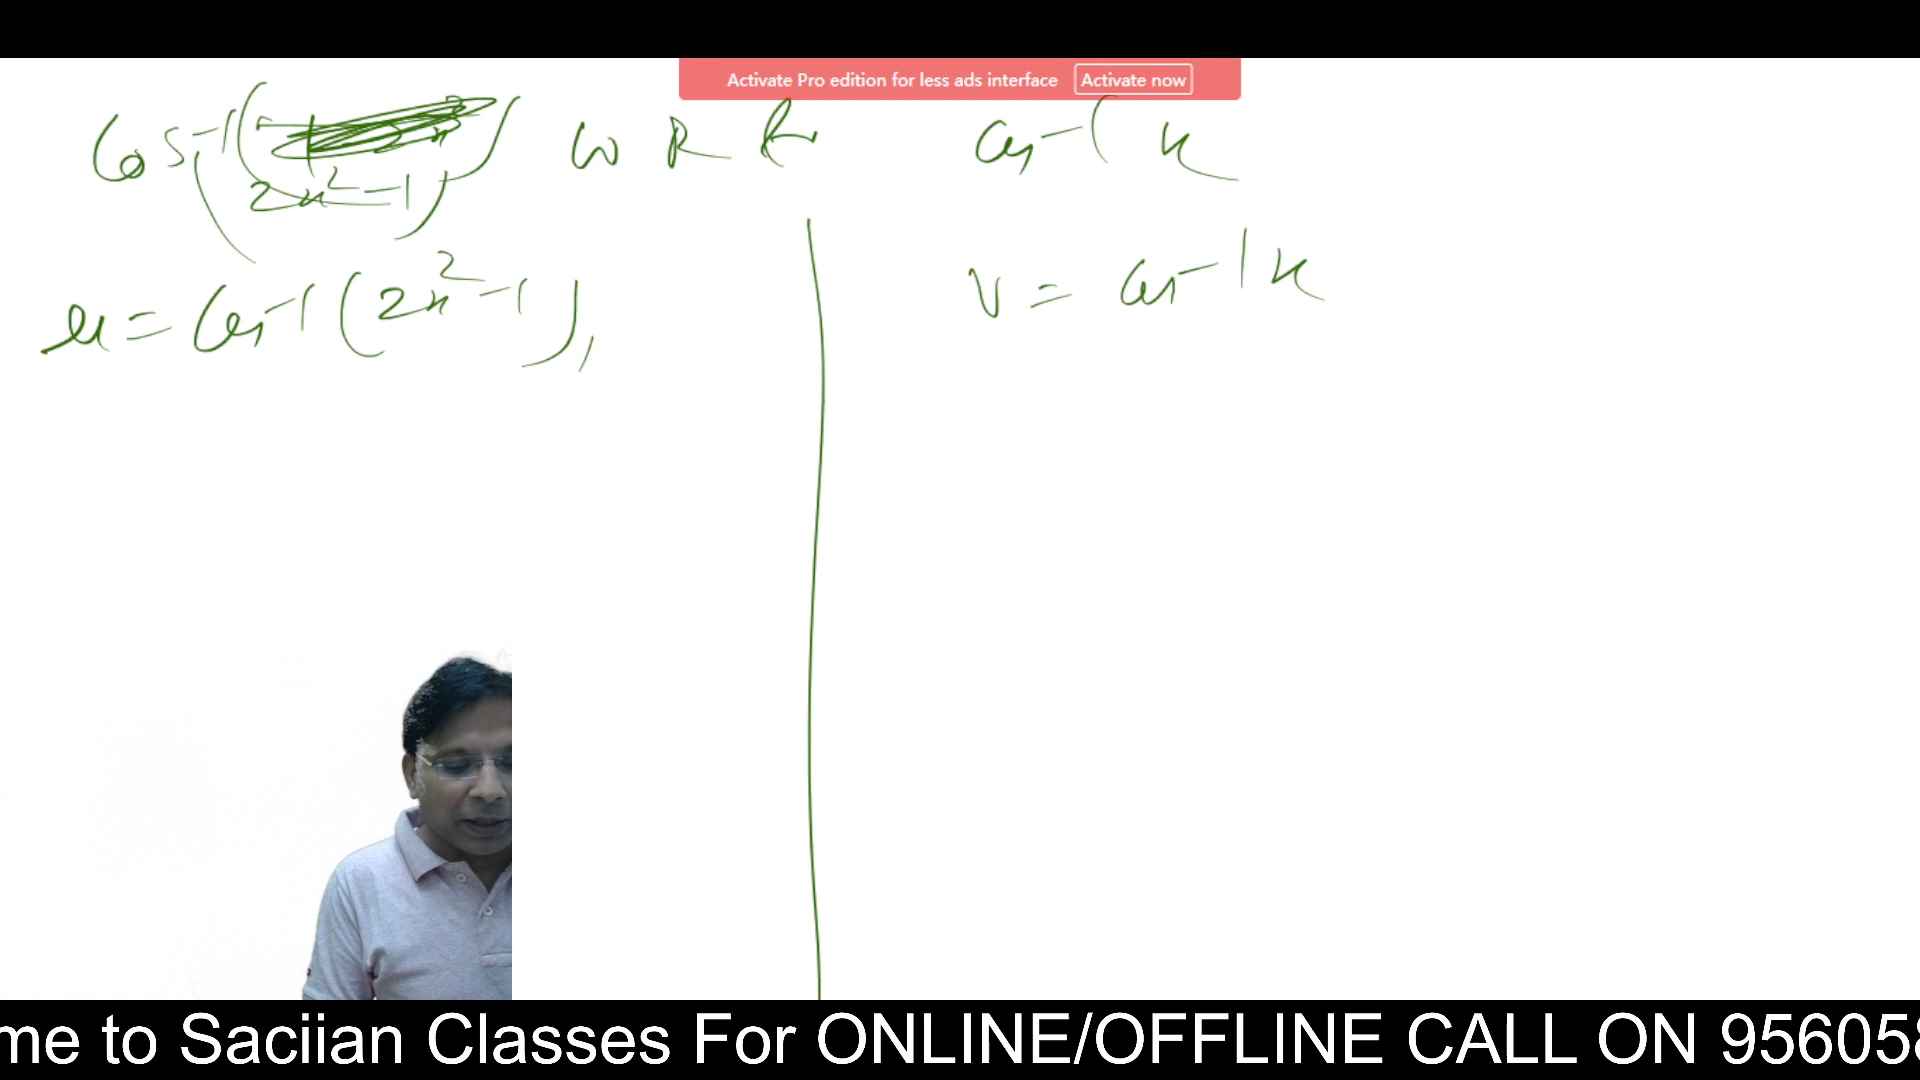 Activate Pro edition for less ads interface Activate now
Cos-1( ) w R to cos-1 x
2x²-1)
u = cos-1 (2x²-1), v = cos-1 x
me to Saciian Classes For ONLINE/OFFLINE CALL ON 95605